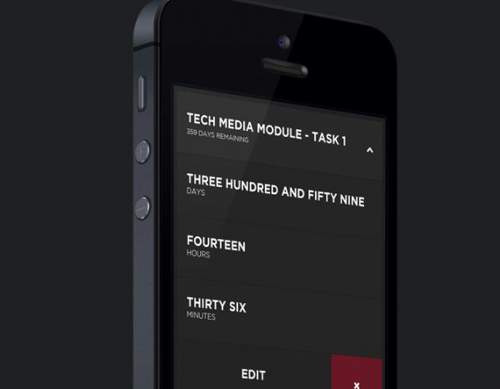 TECH MEDIA MODULE - TASK 1
359 DAYS REMAINING
THREE HUNDRED AND FIFTY NINE
DAYS
FOURTEEN
HOURS
THIRTY SIX
MINUTES
EDIT x